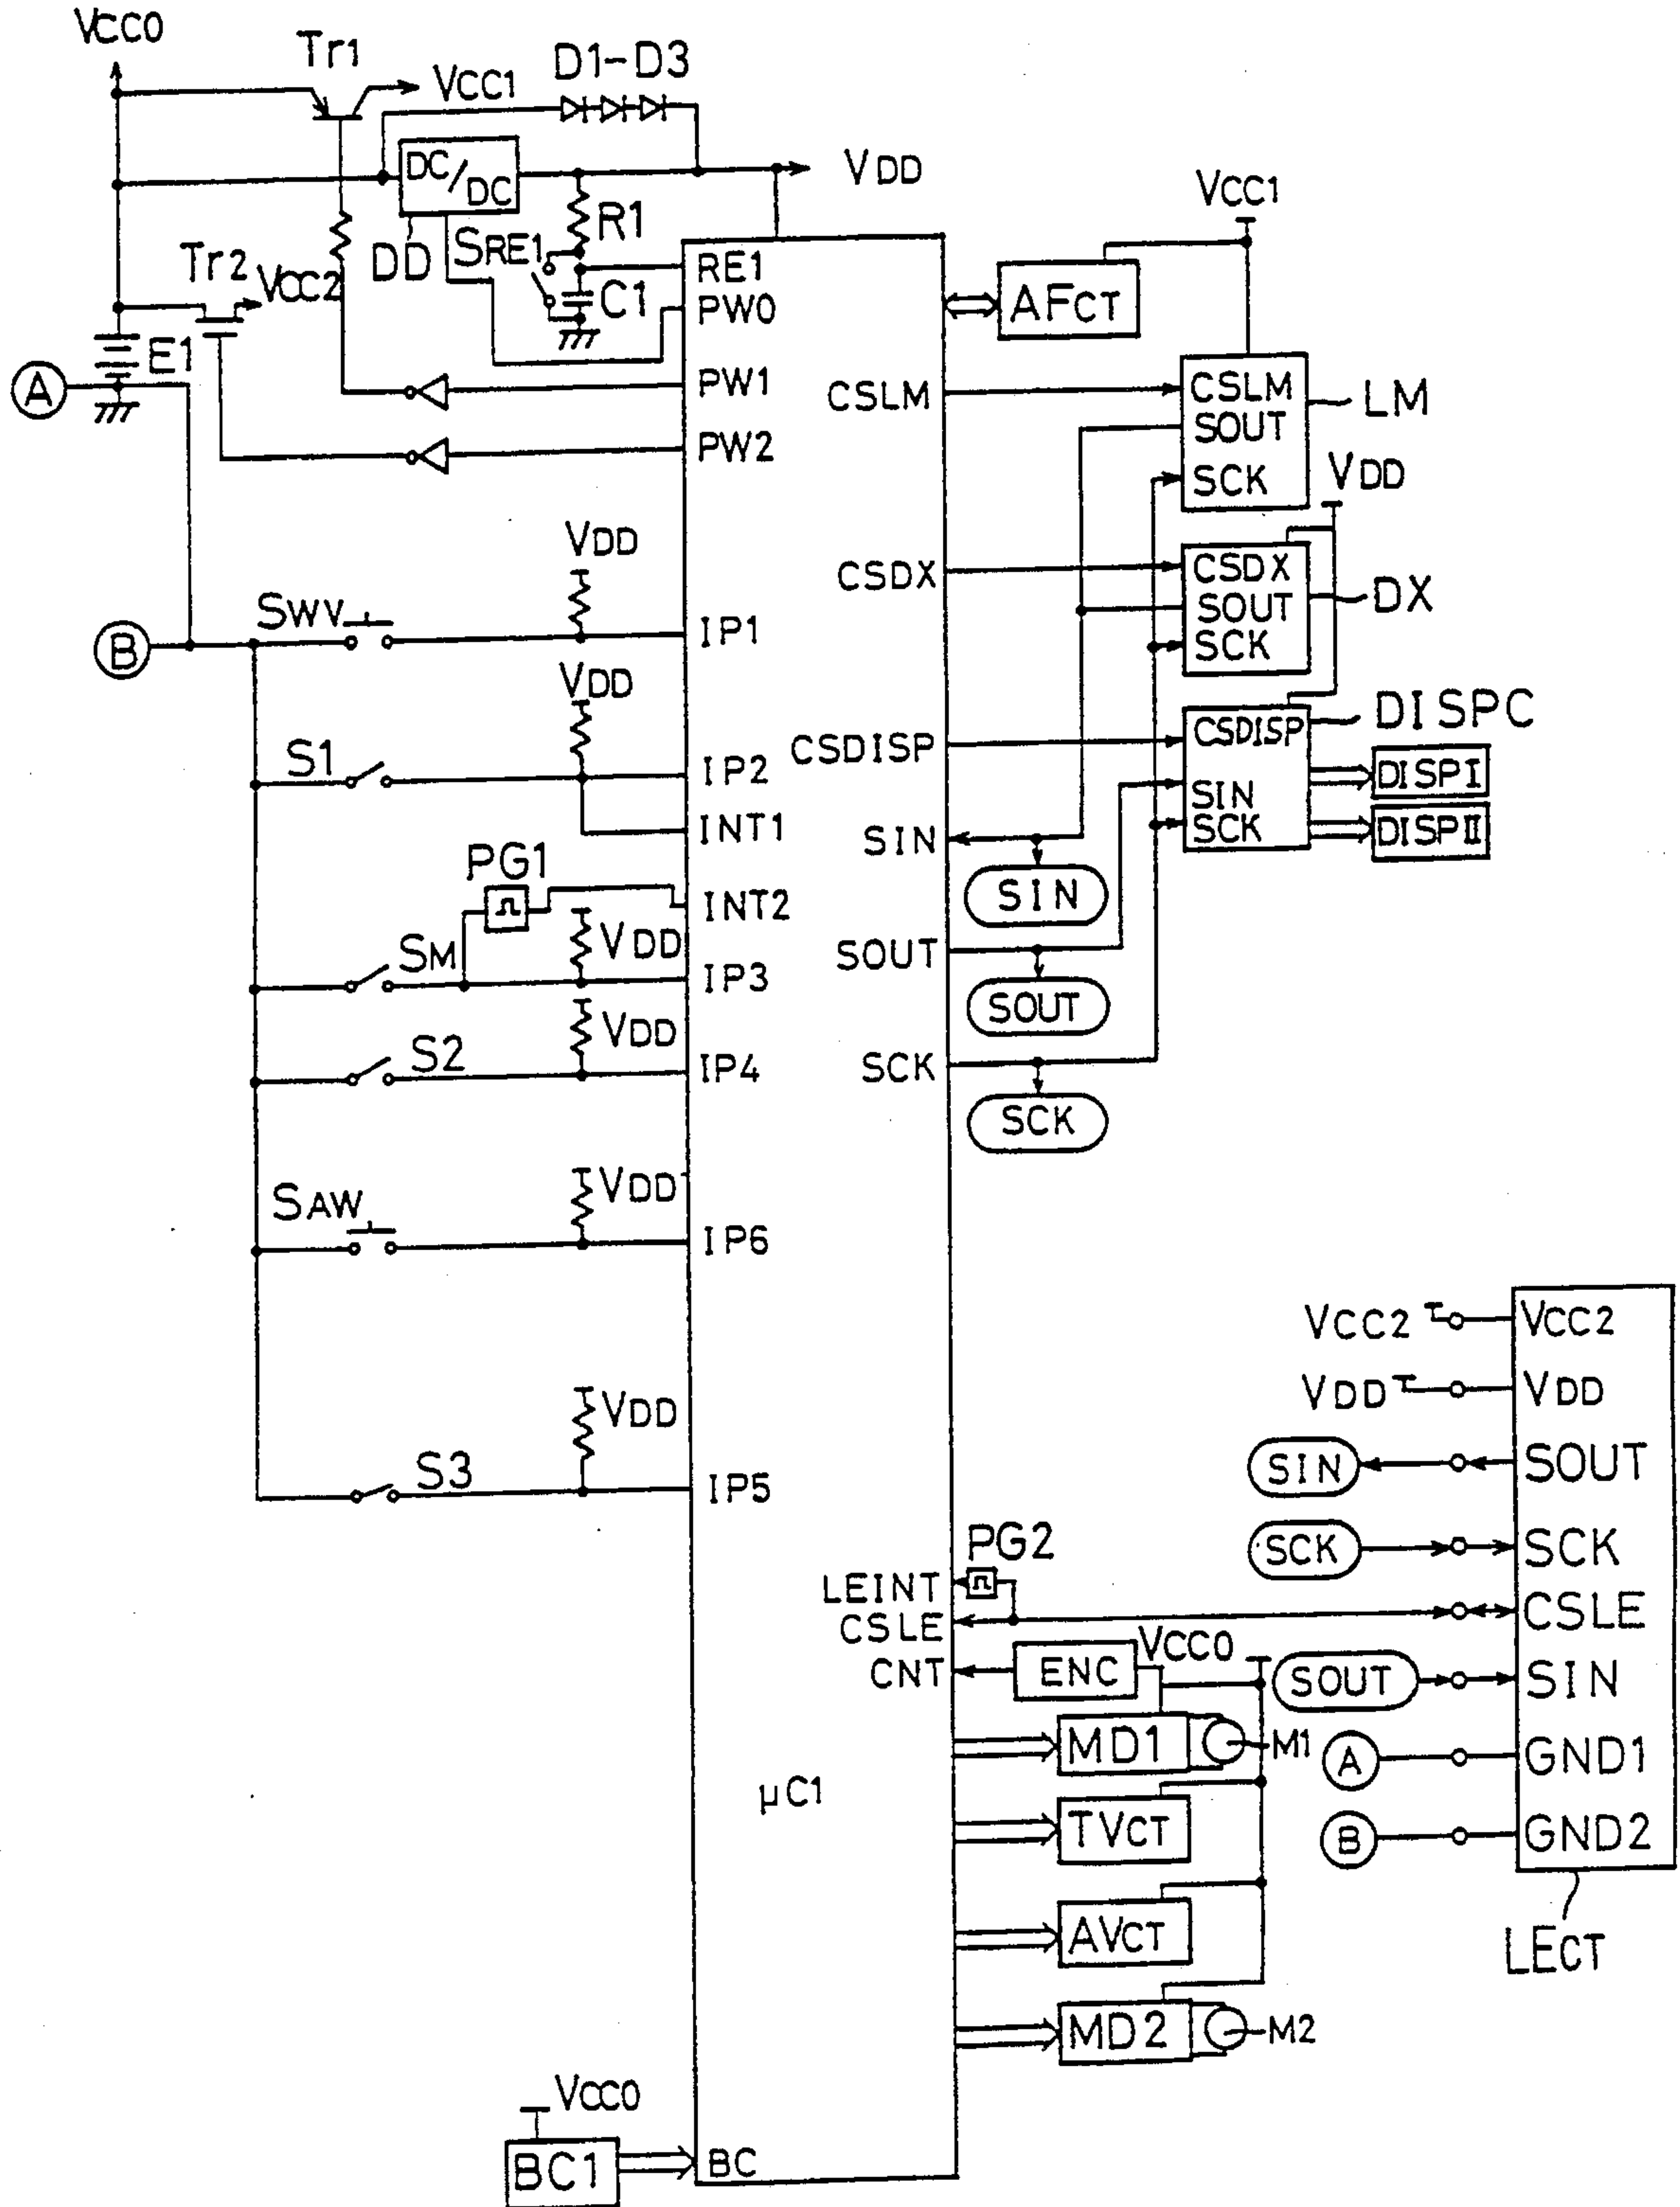 VCC0
Tr1
VCC1
D1-D3
DC/DC
VDD
R1
DD
SRE1
C1
Tr2
VCC2
E1
A
RE1
PW0
PW1
PW2
VCC1
AFCT
CSLM
CSLM
SOUT
SCK
LM
VDD
CSDX
CSDX
SOUT
SCK
DX
B
SWV
VDD
IP1
VDD
S1
IP2
INT1
CSDISP
CSDISP
SIN
SCK
DISPC
DISPI
DISPII
SIN
SIN
PG1
INT2
SM
VDD
IP3
SOUT
SOUT
S2
VDD
IP4
SCK
SCK
SAW
VDD
IP6
S3
VDD
IP5
VCC2
VCC2
VDD
VDD
SIN
SOUT
SCK
SCK
CSLE
SOUT
SIN
A
GND1
B
GND2
LECT
PG2
LEINT
CSLE
CNT
ENC
VCC0
MD1
M1
μC1
TVCT
AVCT
MD2
M2
VCC0
BC1
BC